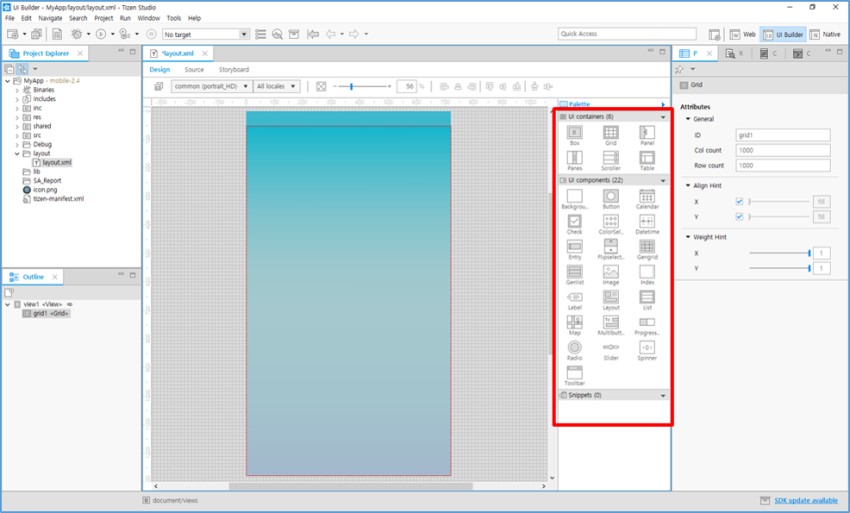 UI Builder - MyApp/layout/layout.xml - Tizen Studio
File Edit Navigate Search Project Run Window Tools Help
No target
Quick Access
Web
UI Builder
Native
Project Explorer
MyApp - mobile-2.4
Binaries
Includes
inc
res
shared
src
Debug
layout
layout.xml
lib
SA_Report
icon.png
tizen-manifest.xml
Outline
view1 <View>
grid1 <Grid>
*layout.xml
Design Source Storyboard
common (portrait_HD) All locales 56 %
Palette
UI containers (6)
Box Grid Panel
Panes Scroller Table
UI components (22)
Backgrou... Button Calendar
Check ColorSel... Datetime
Entry Flipselect... Gengrid
Genlist Image Index
Label Layout List
Map Multibutt... Progress...
Radio Slider Spinner
Toolbar
Snippets (0)
P R C C
Grid
Attributes
General
ID grid1
Col count 1000
Row count 1000
Align Hint
X fill
Y fill
Weight Hint
X 1
Y 1
document/views
SDK update available